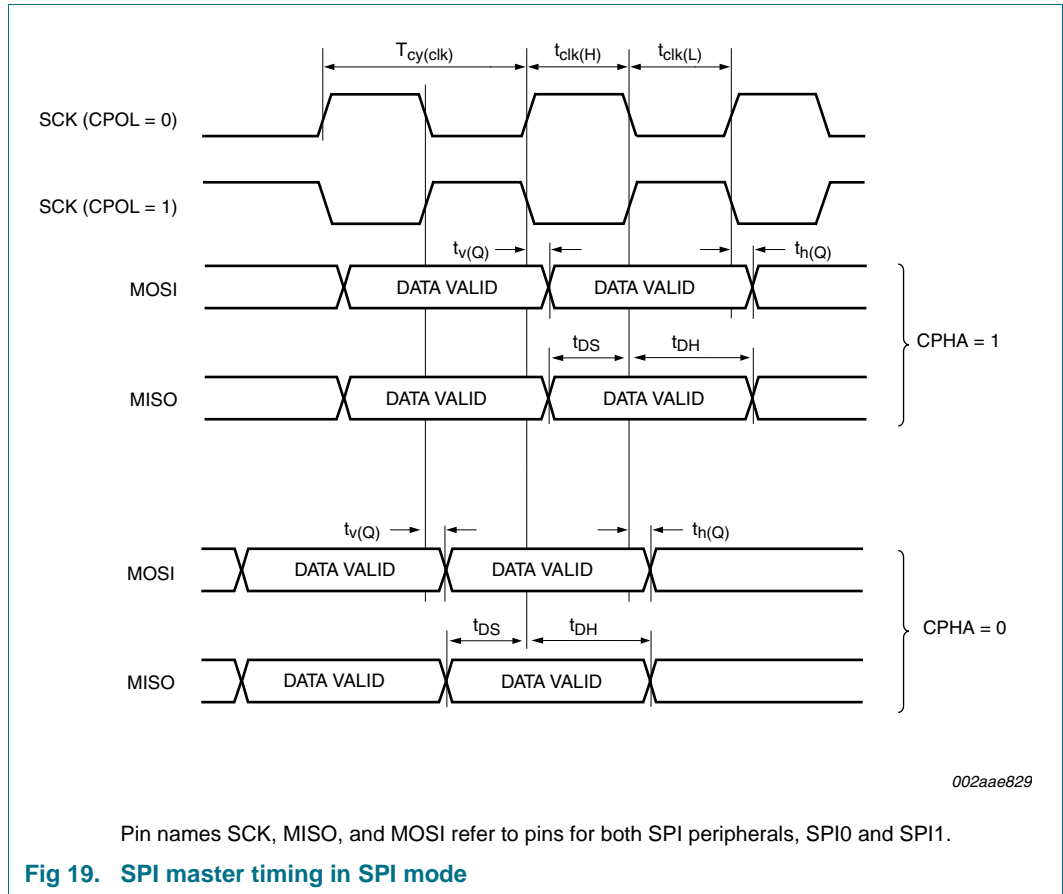 Tcy(clk) tclk(H) tclk(L)
SCK (CPOL = 0)
SCK (CPOL = 1)
tv(Q) th(Q)
MOSI DATA VALID DATA VALID
CPHA = 1
tDS tDH
MISO DATA VALID DATA VALID
tv(Q) th(Q)
MOSI DATA VALID DATA VALID
CPHA = 0
tDS tDH
MISO DATA VALID DATA VALID
002aae829
Pin names SCK, MISO, and MOSI refer to pins for both SPI peripherals, SPI0 and SPI1.
Fig 19. SPI master timing in SPI mode